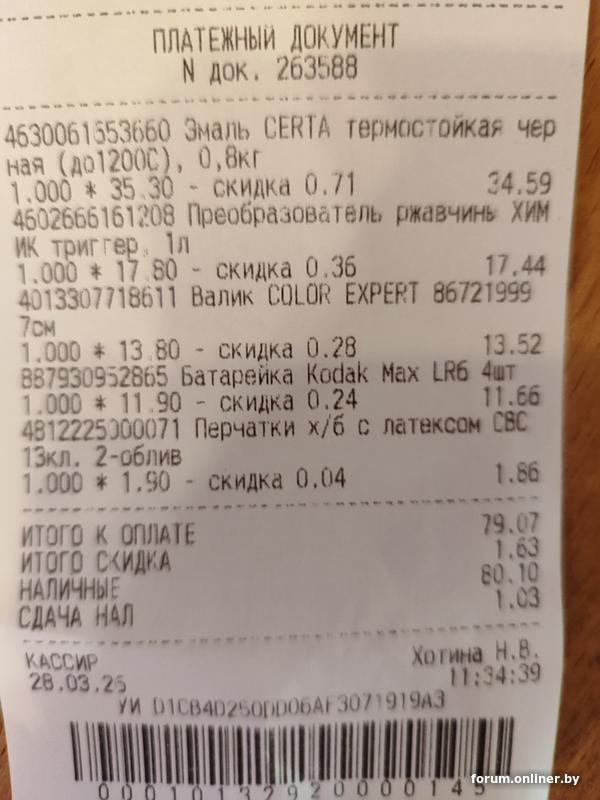 ПЛАТЕЖНЫЙ ДОКУМЕНТ
N док. 263588
4630061653660 Эмаль CERTA термостойкая чер
ная (до1200С), 0,8кг
1.000 * 35.30 - скидка 0.71 34.59
4602666161208 Преобразователь ржавчины ХИМ
ИК триггер, 1л
1.000 * 17.80 - скидка 0.36 17.44
4013307718611 Валик COLOR EXPERT 86721999
7см
1.000 * 13.80 - скидка 0.28 13.52
887930952865 Батарейка Kodak Max LR6 4шт
1.000 * 11.90 - скидка 0.24 11.66
4812225000071 Перчатки х/б с латексом СВС
13кл. 2-облив
1.000 * 1.90 - скидка 0.04 1.86
ИТОГО К ОПЛАТЕ 79.07
ИТОГО СКИДКА 1.63
НАЛИЧНЫЕ 80.10
СДАЧА НАЛ 1.03
КАССИР Хотина Н.В.
28.03.26 11:34:39
УИ D1CB4D250DD06AF3071919A3
00010132920000145
forum.onliner.by